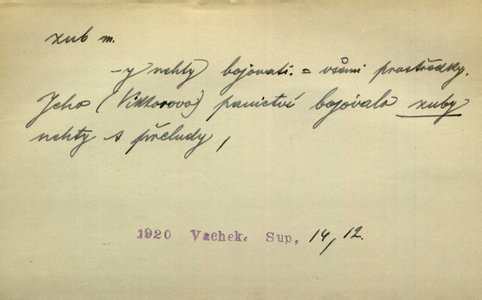 zub m.
-y nehty bojovati. = všemi prostředky.
Jeho (Viktorovo) panictví bojovalo zuby
nehty s přeludy,
1920 Vachek. Sup, 14, 12.